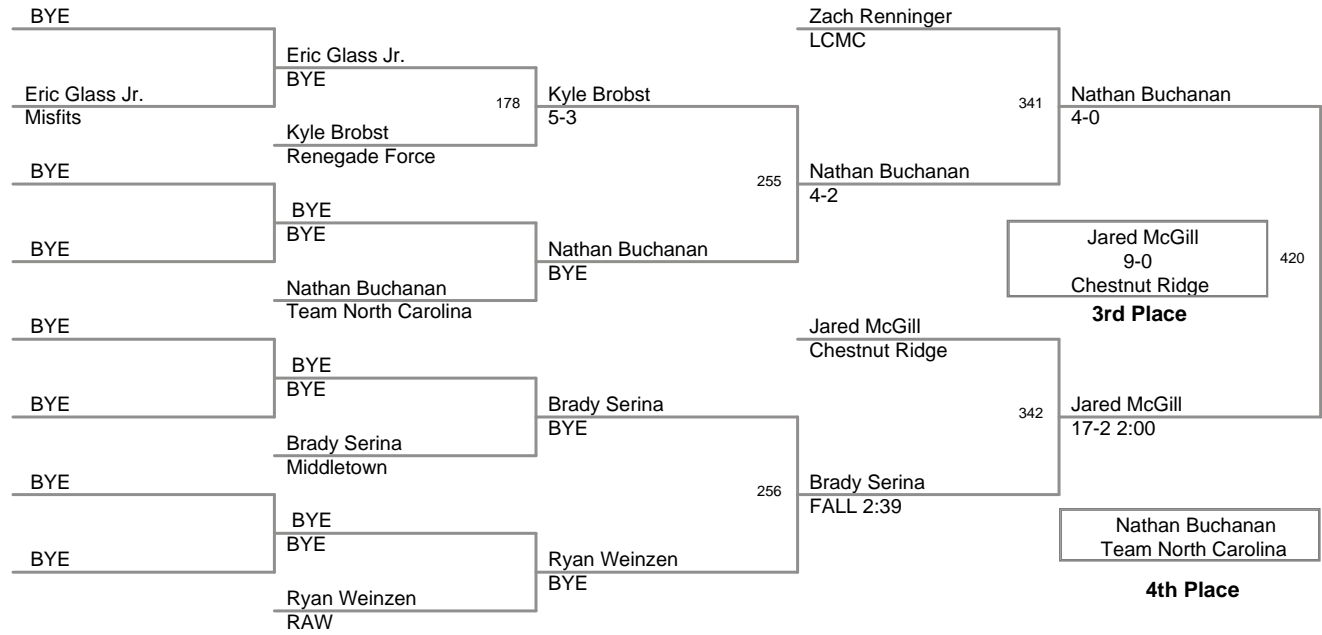 BYE
Eric Glass Jr.
Misfits
BYE
BYE
BYE
BYE
BYE
BYE
Eric Glass Jr.
BYE
Kyle Brobst
Renegade Force
BYE
BYE
Nathan Buchanan
Team North Carolina
BYE
BYE
Brady Serina
Middletown
BYE
BYE
Ryan Weinzen
RAW
178
Kyle Brobst
5-3
Nathan Buchanan
BYE
Brady Serina
BYE
Ryan Weinzen
BYE
255
256
Zach Renninger
LCMC
Nathan Buchanan
4-2
Jared McGill
Chestnut Ridge
Brady Serina
FALL 2:39
341
342
Nathan Buchanan
4-0
Jared McGill
9-0
Chestnut Ridge
3rd Place
420
Jared McGill
17-2 2:00
Nathan Buchanan
Team North Carolina
4th Place